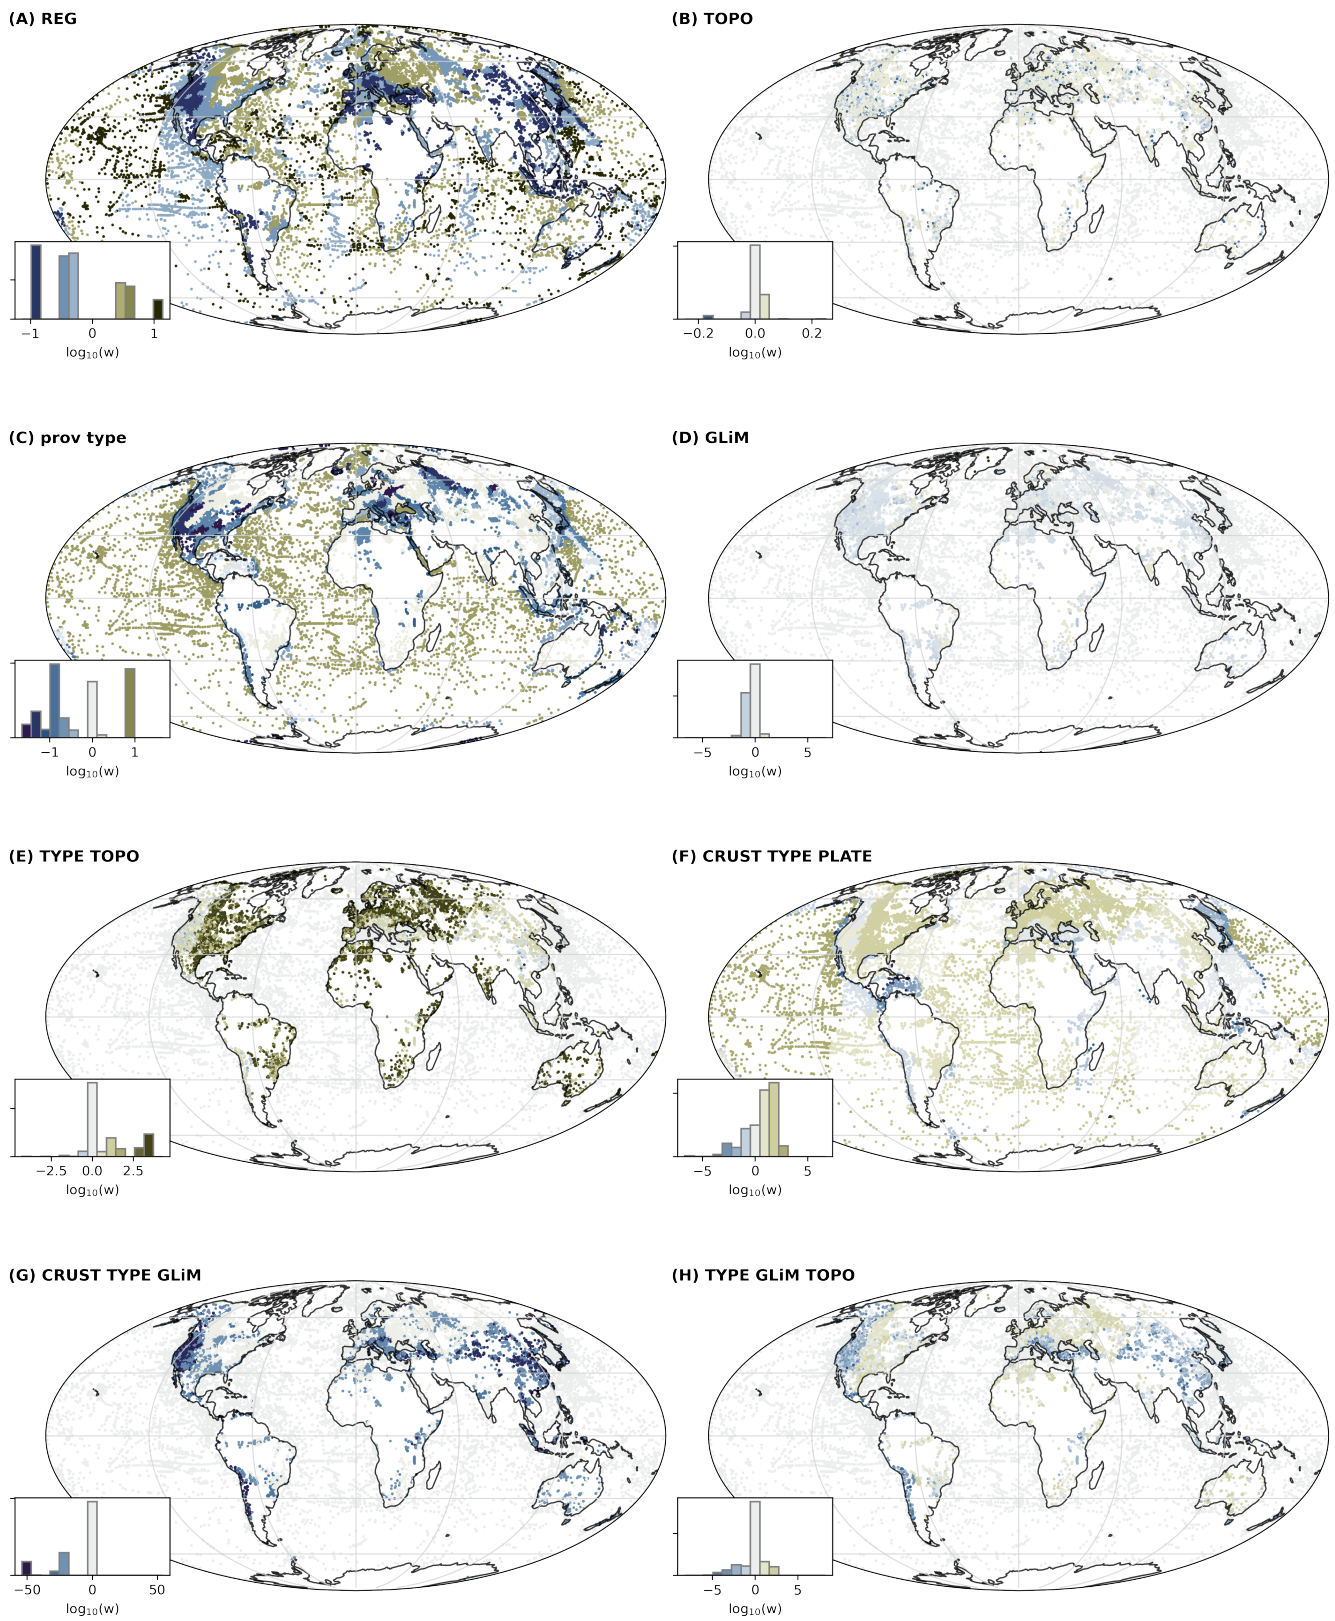 (A) REG
−1 0 1
log₁₀(w)
(B) TOPO
−0.2 0.0 0.2
log₁₀(w)
(C) prov type
−1 0 1
log₁₀(w)
(D) GLiM
−5 0 5
log₁₀(w)
(E) TYPE TOPO
−2.5 0.0 2.5
log₁₀(w)
(F) CRUST TYPE PLATE
−5 0 5
log₁₀(w)
(G) CRUST TYPE GLiM
−50 0 50
log₁₀(w)
(H) TYPE GLiM TOPO
−5 0 5
log₁₀(w)